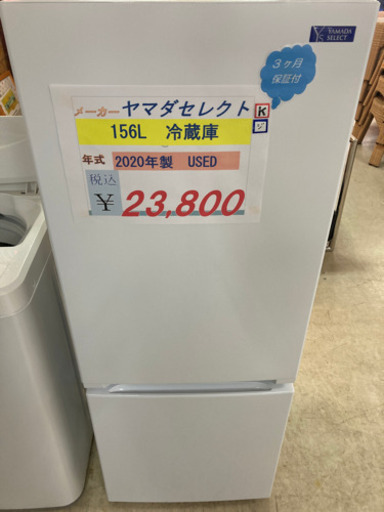 YAMADA
SELECT
3ヶ月
保証付
メーカー ヤマダセレクト K
156L 冷蔵庫 ジ
年式 2020年製 USED
税込
¥ 23,800